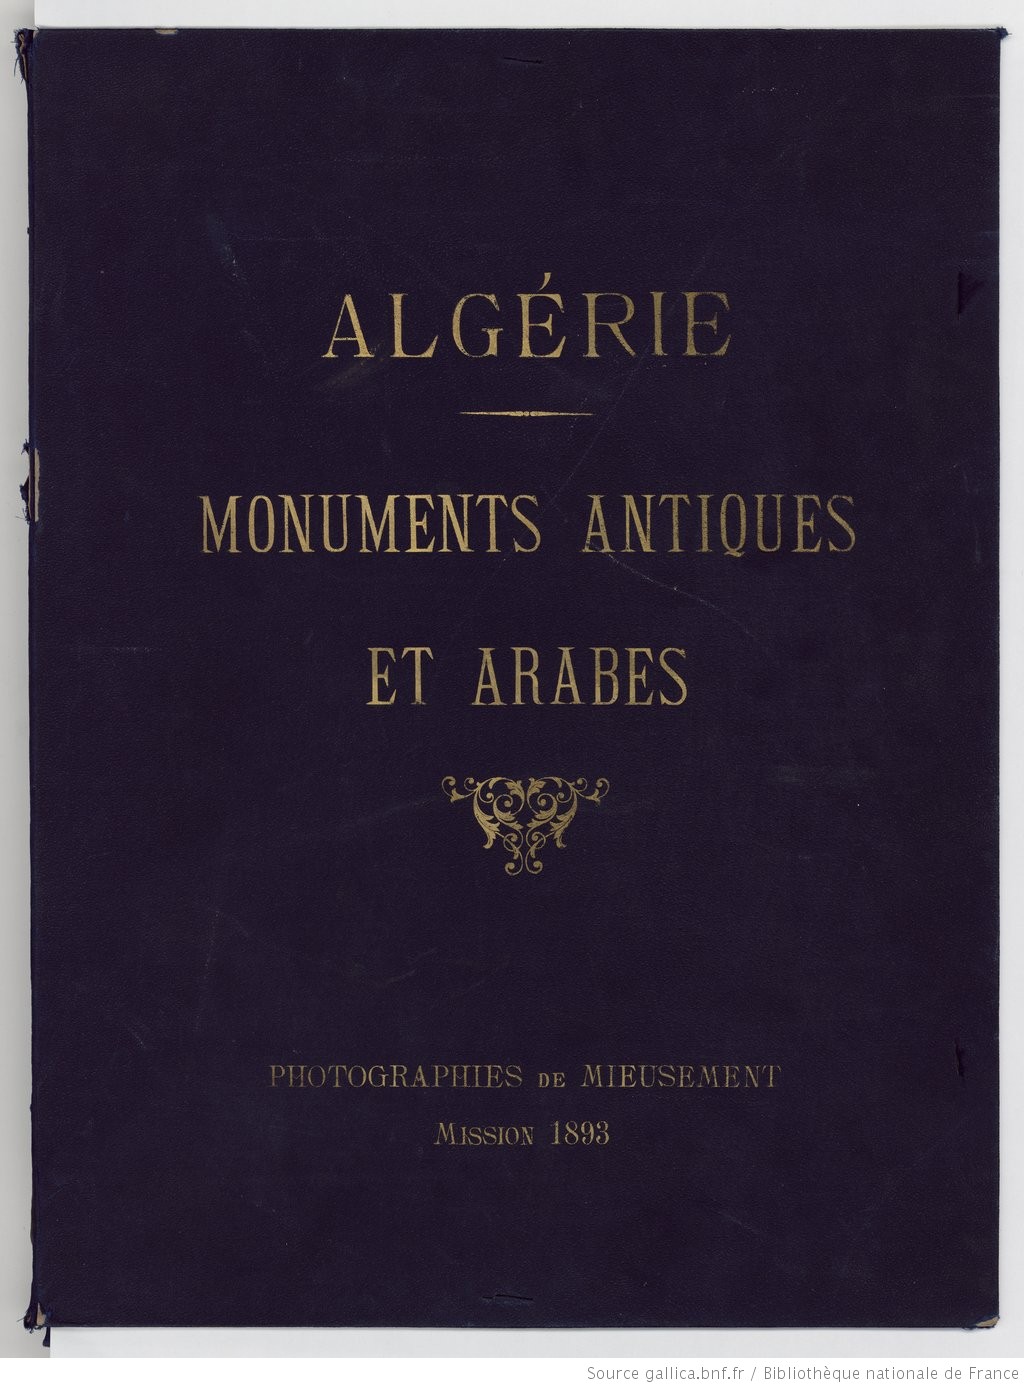 ALGÉRIE
MONUMENTS ANTIQUES
ET ARABES
PHOTOGRAPHIES DE MIEUSEMENT
MISSION 1893
Source gallica.bnf.fr / Bibliothèque nationale de France